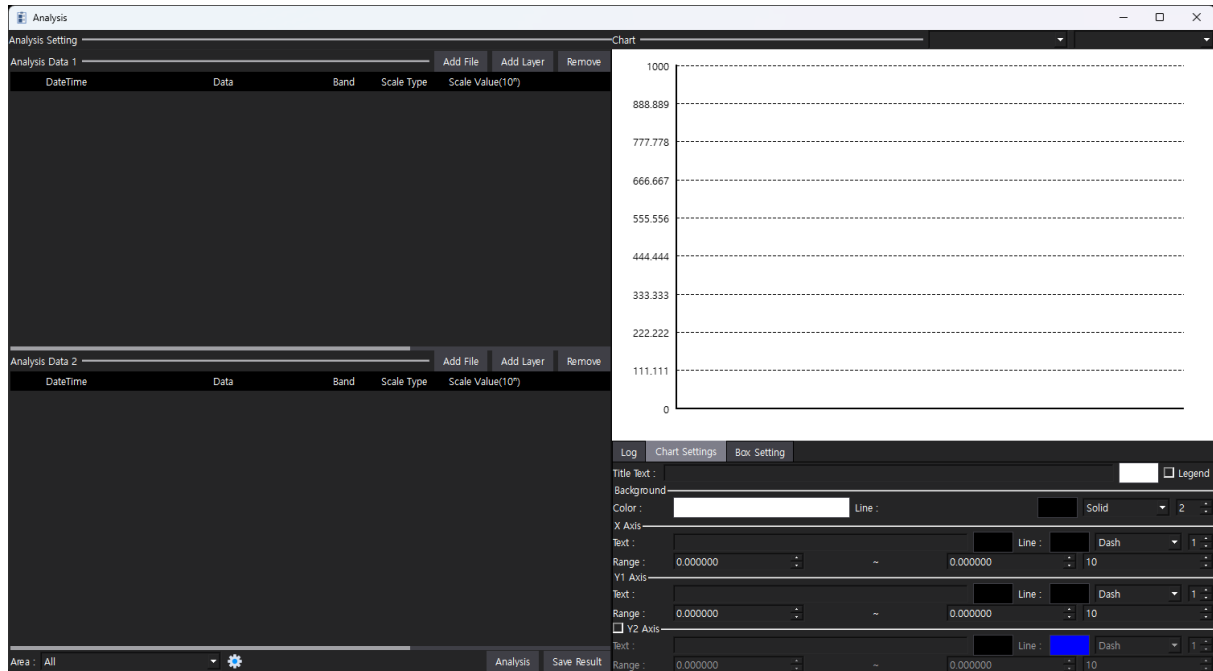 Analysis
Analysis Setting
Analysis Data 1 Add File Add Layer Remove
DateTime Data Band Scale Type Scale Value(10ⁿ)
Analysis Data 2 Add File Add Layer Remove
DateTime Data Band Scale Type Scale Value(10ⁿ)
Area : All Analysis Save Result
Chart
1000
888.889
777.778
666.667
555.556
444.444
333.333
222.222
111.111
0
Log Chart Settings Box Setting
Title Text : Legend
Background
Color : Line : Solid 2
X Axis
Text : Line : Dash 1
Range : 0.000000 ~ 0.000000 10
Y1 Axis
Text : Line : Dash 1
Range : 0.000000 ~ 0.000000 10
Y2 Axis
Text : Line : Dash 1
Range : 0.000000 ~ 0.000000 10